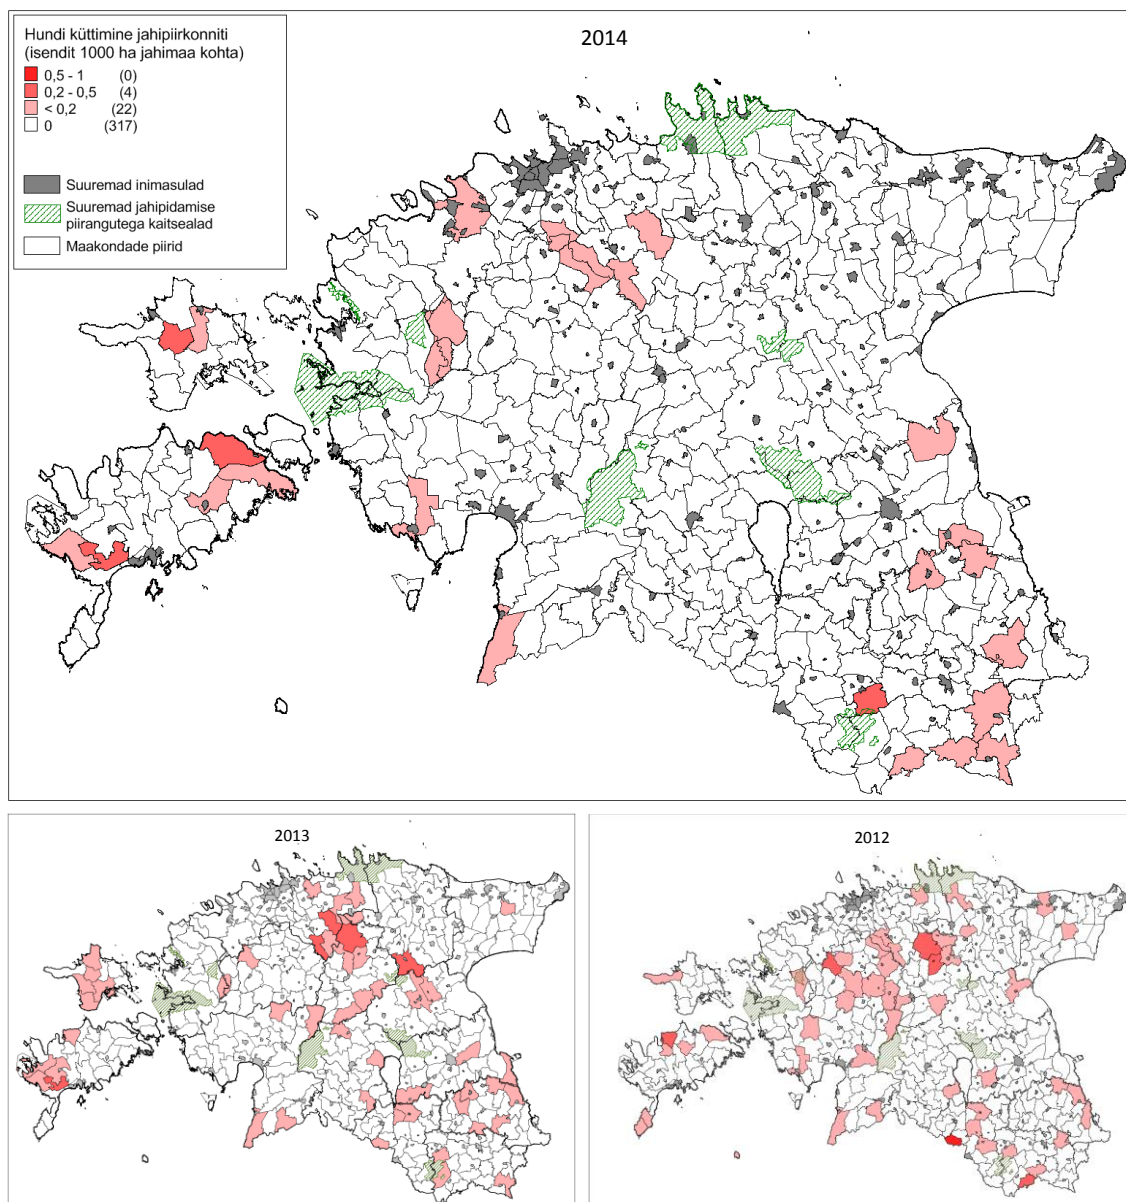 Hundi küttimine jahipiirkonniti
(isendit 1000 ha jahimaa kohta)
0,5 - 1 (0)
0,2 - 0,5 (4)
< 0,2 (22)
0 (317)
Suuremad inimasulad
Suuremad jahipidamise
piirangutega kaitsealad
Maakondade piirid
2014
2013
2012